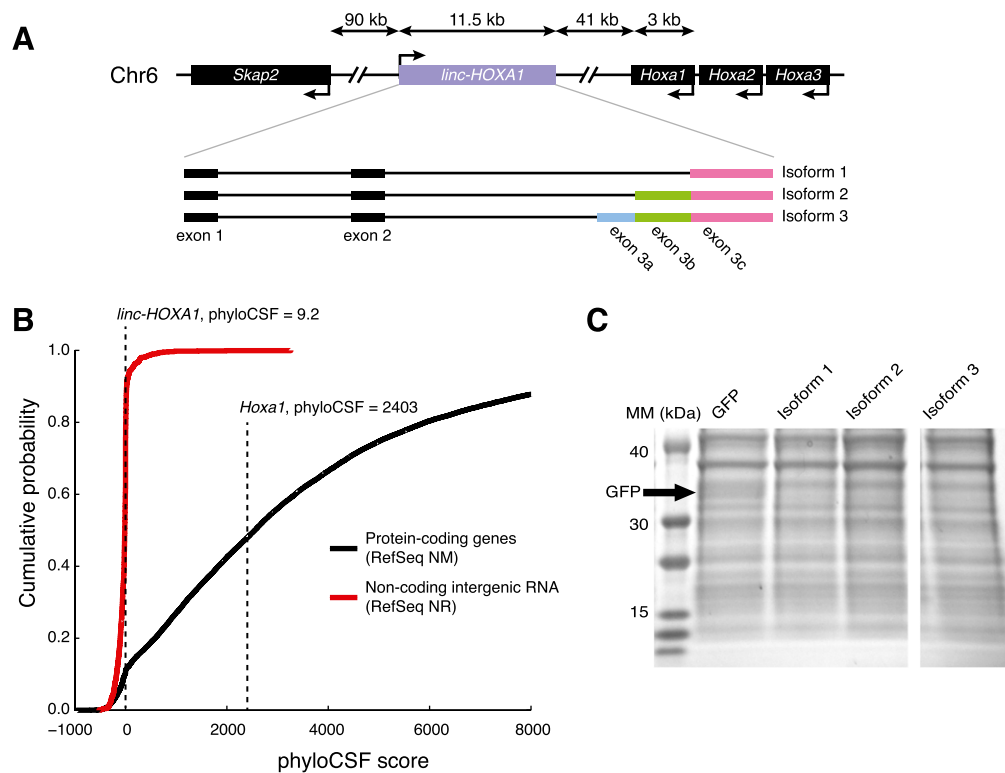 A
90 kb
11.5 kb
41 kb
3 kb
Chr6
Skap2
linc-HOXA1
Hoxa1
Hoxa2
Hoxa3
Isoform 1
Isoform 2
Isoform 3
exon 1
exon 2
exon 3a
exon 3b
exon 3c
B
linc-HOXA1, phyloCSF = 9.2
Hoxa1, phyloCSF = 2403
Cumulative probability
1.0
0.8
0.6
0.4
0.2
0.0
−1000
0
2000
4000
6000
8000
phyloCSF score
Protein-coding genes
(RefSeq NM)
Non-coding intergenic RNA
(RefSeq NR)
C
MM (kDa)
GFP
Isoform 1
Isoform 2
Isoform 3
40
GFP
30
15